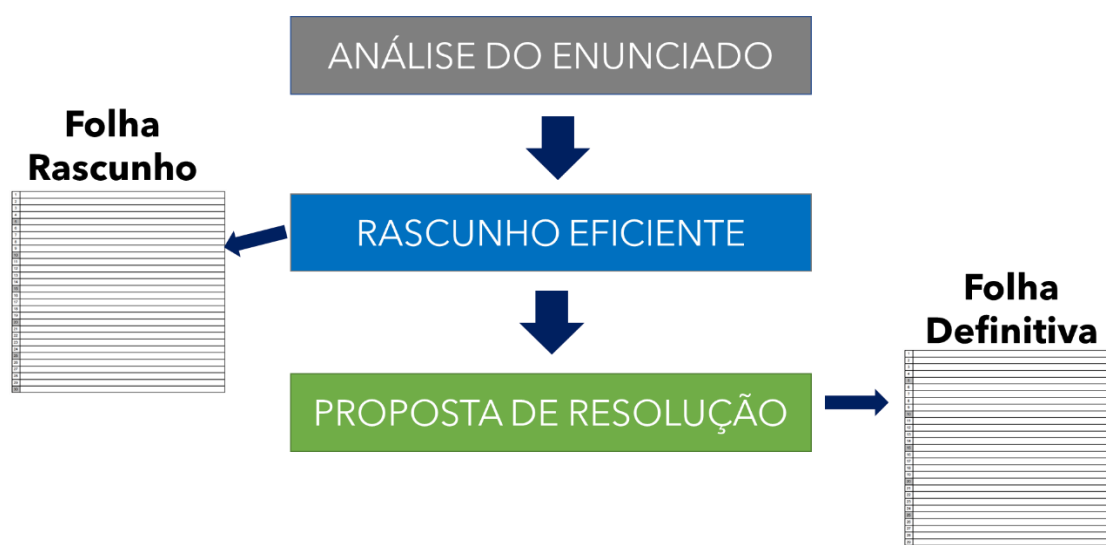 ANÁLISE DO ENUNCIADO
Folha
Rascunho
RASCUNHO EFICIENTE
Folha
Definitiva
PROPOSTA DE RESOLUÇÃO